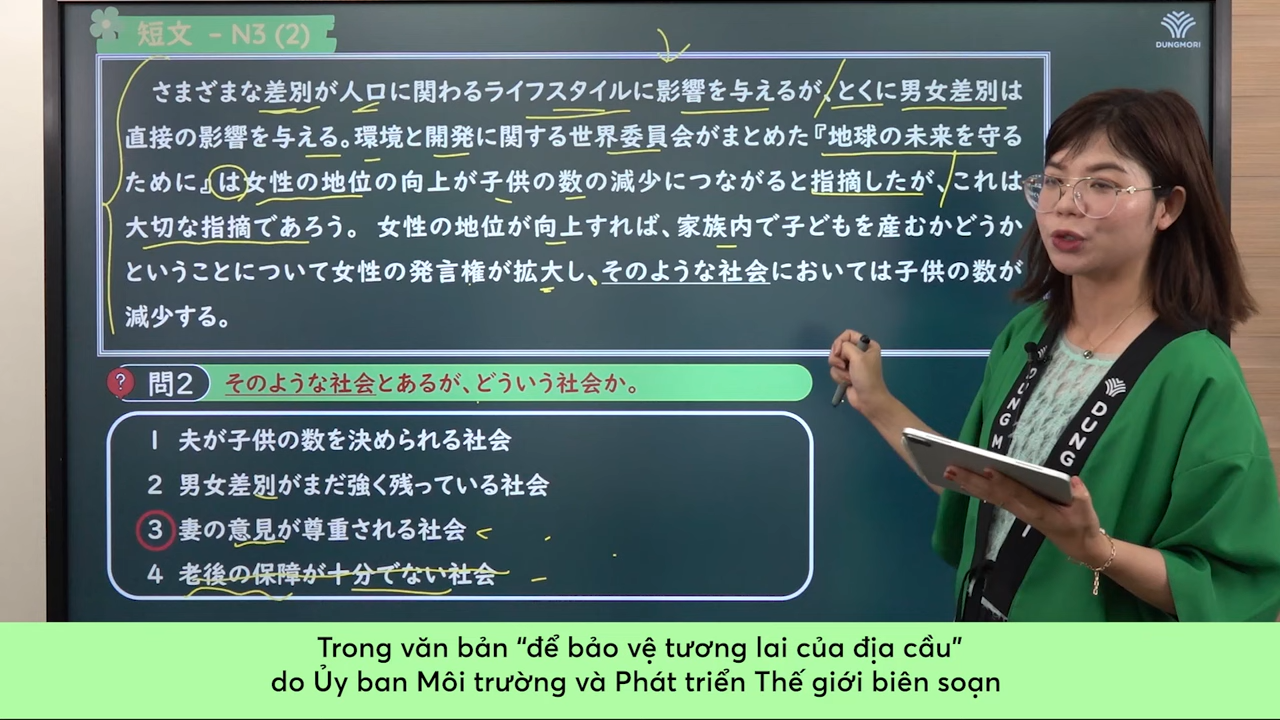 短文 - N3 (2)
DUNGMORI
さまざまな差別が人口に関わるライフスタイルに影響を与えるが、とくに男女差別は
直接の影響を与える。環境と開発に関する世界委員会がまとめた『地球の未来を守る
ために』は女性の地位の向上が子供の数の減少につながると指摘したが、これは
大切な指摘であろう。 女性の地位が向上すれば、家族内で子どもを産むかどうか
ということについて女性の発言権が拡大し、そのような社会においては子供の数が
減少する。
? 問2 そのような社会とあるが、どういう社会か。
1 夫が子供の数を決められる社会
2 男女差別がまだ強く残っている社会
3 妻の意見が尊重される社会
4 老後の保障が十分でない社会
DUNG M
DUNG
Trong văn bản “để bảo vệ tương lai của địa cầu”
do Ủy ban Môi trường và Phát triển Thế giới biên soạn